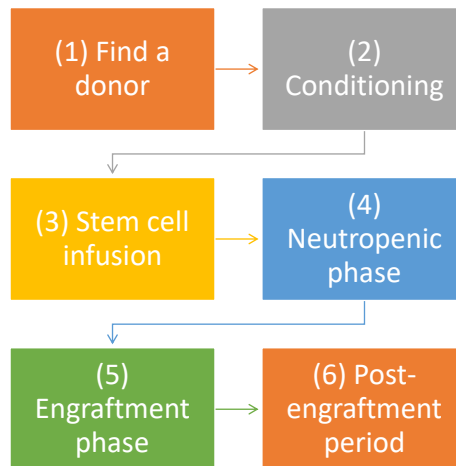 (1) Find a
donor
(2)
Conditioning
(3) Stem cell
infusion
(4)
Neutropenic
phase
(5)
Engraftment
phase
(6) Post-
engraftment
period